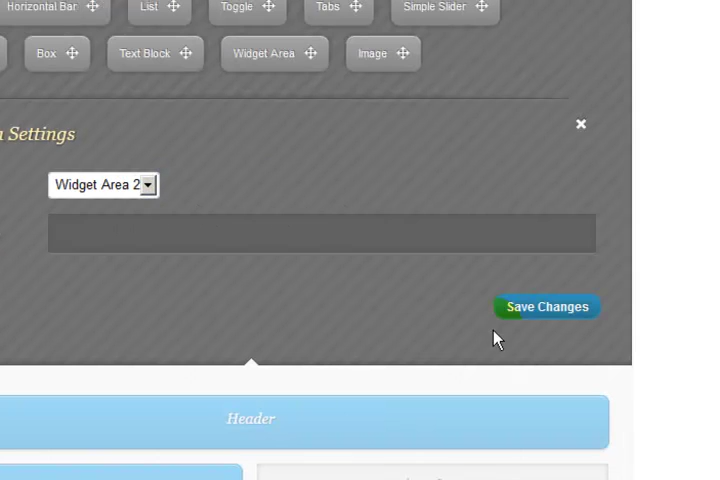 Horizontal Bar List Toggle Tabs Simple Slider
Box Text Block Widget Area Image
Settings
Widget Area 2
Save Changes
Header